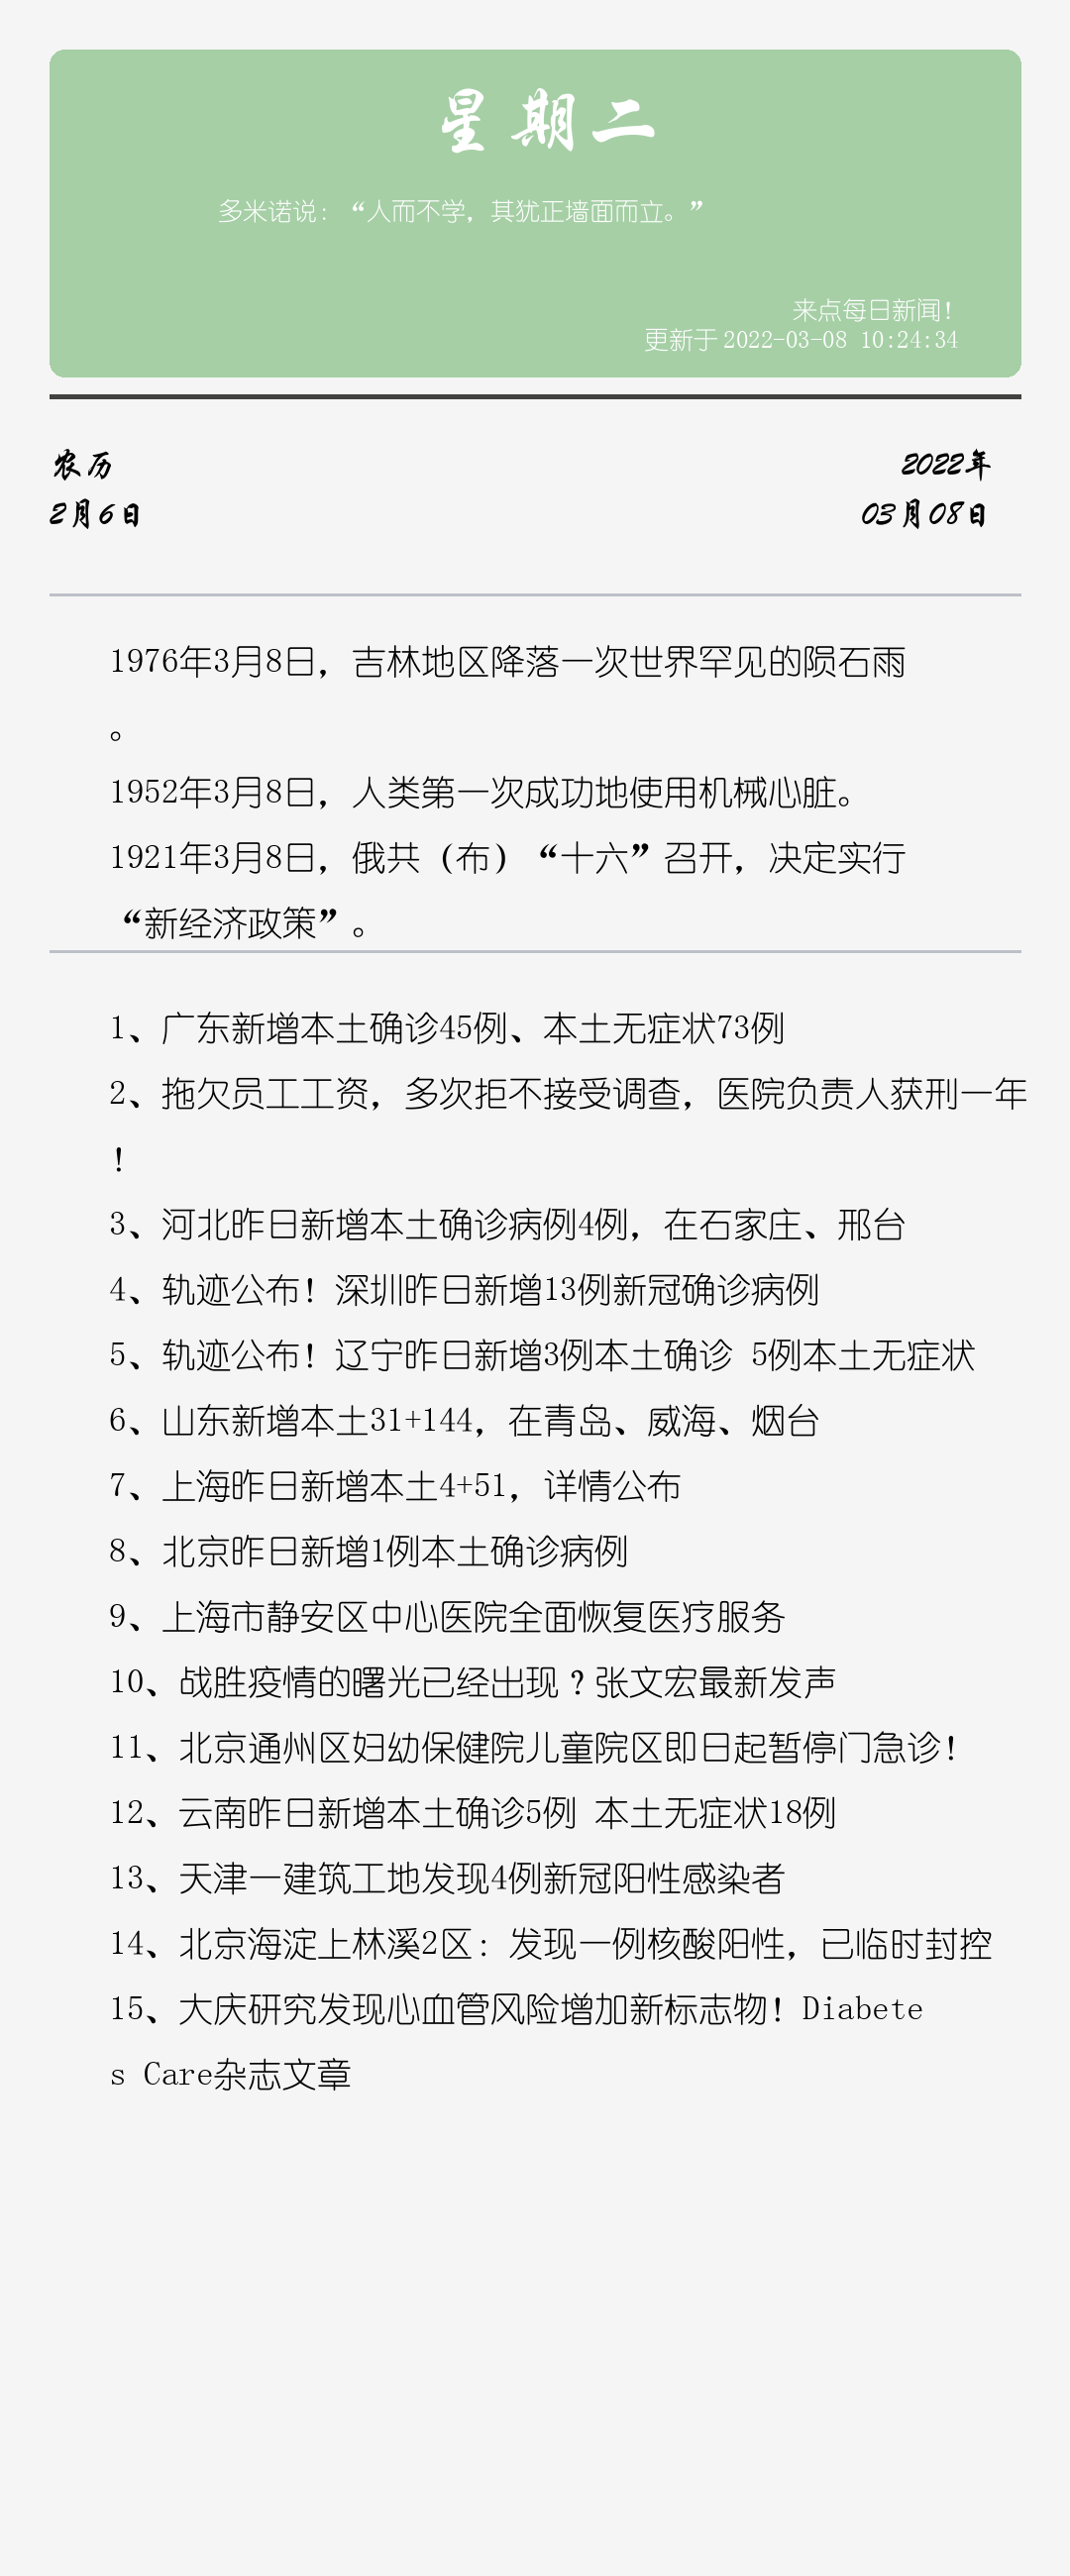 星期二
多米诺说：“人而不学，其犹正墙面而立。”
来点每日新闻！
更新于2022-03-08 10:24:34
农历
2月6日
2022年
03月08日
1976年3月8日，吉林地区降落一次世界罕见的陨石雨
。
1952年3月8日，人类第一次成功地使用机械心脏。
1921年3月8日，俄共（布）“十六”召开，决定实行
“新经济政策”。
1、广东新增本土确诊45例、本土无症状73例
2、拖欠员工工资，多次拒不接受调查，医院负责人获刑一年
！
3、河北昨日新增本土确诊病例4例，在石家庄、邢台
4、轨迹公布！深圳昨日新增13例新冠确诊病例
5、轨迹公布！辽宁昨日新增3例本土确诊 5例本土无症状
6、山东新增本土31+144，在青岛、威海、烟台
7、上海昨日新增本土4+51，详情公布
8、北京昨日新增1例本土确诊病例
9、上海市静安区中心医院全面恢复医疗服务
10、战胜疫情的曙光已经出现？张文宏最新发声
11、北京通州区妇幼保健院儿童院区即日起暂停门急诊！
12、云南昨日新增本土确诊5例 本土无症状18例
13、天津一建筑工地发现4例新冠阳性感染者
14、北京海淀上林溪2区：发现一例核酸阳性，已临时封控
15、大庆研究发现心血管风险增加新标志物！Diabete
s Care杂志文章